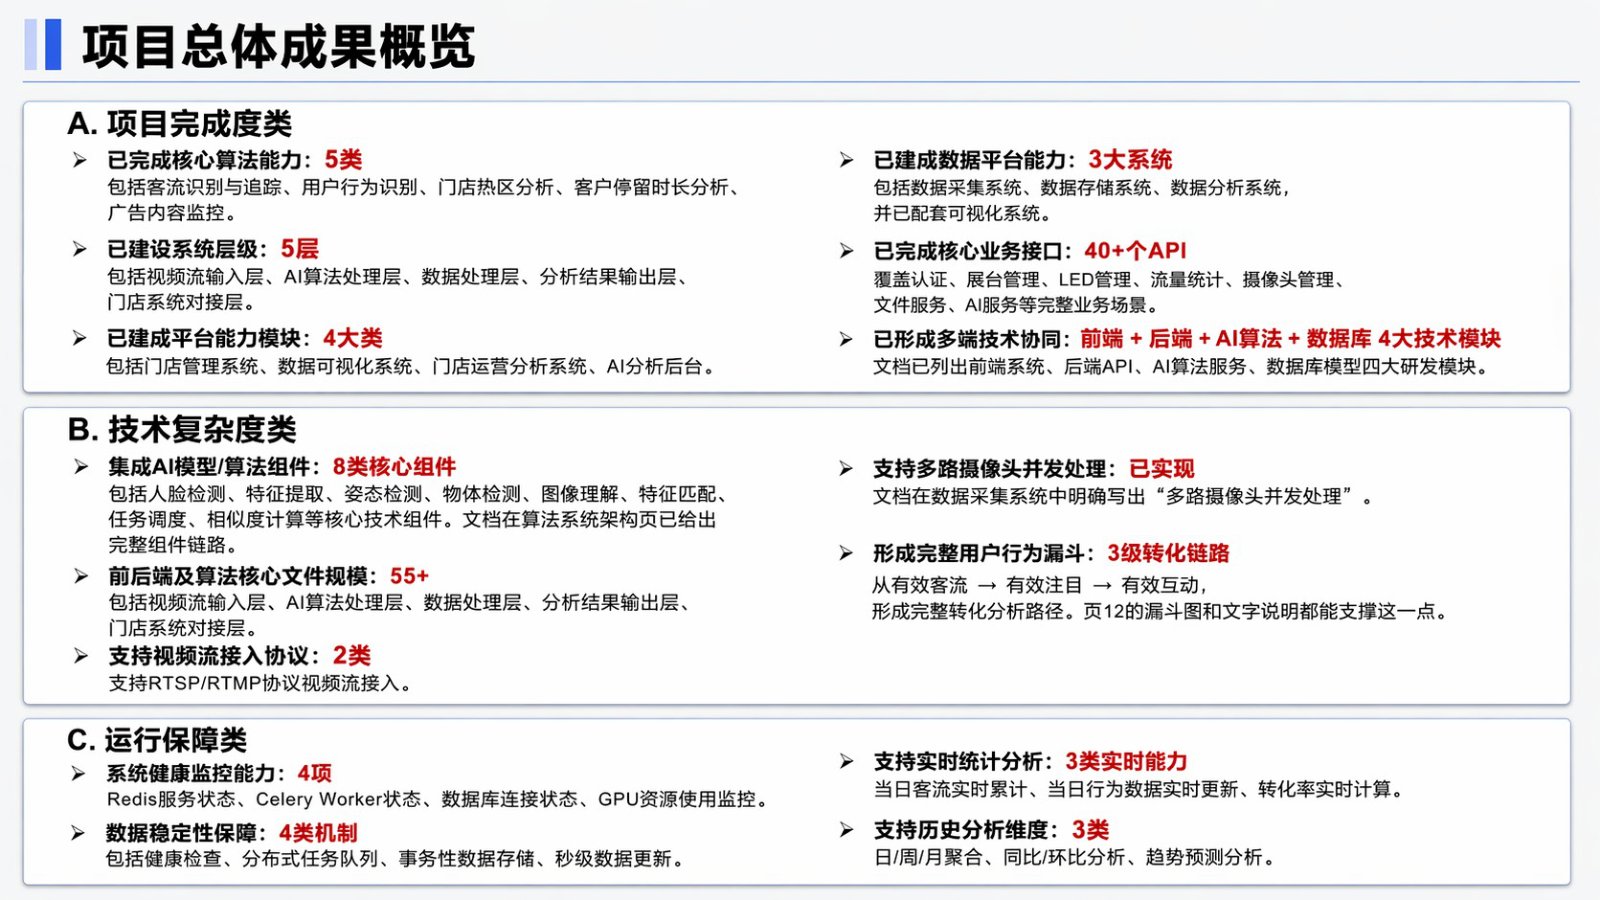 项目总体成果概览
A. 项目完成度类
➢ 已完成核心算法能力：5类
包括客流识别与追踪、用户行为识别、门店热区分析、客户停留时长分析、
广告内容监控。
➢ 已建设系统层级：5层
包括视频流输入层、AI算法处理层、数据处理层、分析结果输出层、
门店系统对接层。
➢ 已建成平台能力模块：4大类
包括门店管理系统、数据可视化系统、门店运营分析系统、AI分析后台。
➢ 已建成数据平台能力：3大系统
包括数据采集系统、数据存储系统、数据分析系统，
并已配套可视化系统。
➢ 已完成核心业务接口：40+个API
覆盖认证、展台管理、LED管理、流量统计、摄像头管理、
文件服务、AI服务等完整业务场景。
➢ 已形成多端技术协同：前端 + 后端 + AI算法 + 数据库 4大技术模块
文档已列出前端系统、后端API、AI算法服务、数据库模型四大研发模块。
B. 技术复杂度类
➢ 集成AI模型/算法组件：8类核心组件
包括人脸检测、特征提取、姿态检测、物体检测、图像理解、特征匹配、
任务调度、相似度计算等核心技术组件。文档在算法系统架构页已给出
完整组件链路。
➢ 前后端及算法核心文件规模：55+
包括视频流输入层、AI算法处理层、数据处理层、分析结果输出层、
门店系统对接层。
➢ 支持视频流接入协议：2类
支持RTSP/RTMP协议视频流接入。
➢ 支持多路摄像头并发处理：已实现
文档在数据采集系统中明确写出“多路摄像头并发处理”。
➢ 形成完整用户行为漏斗：3级转化链路
从有效客流 → 有效注目 → 有效互动，
形成完整转化分析路径。页12的漏斗图和文字说明都能支撑这一点。
C. 运行保障类
➢ 系统健康监控能力：4项
Redis服务状态、Celery Worker状态、数据库连接状态、GPU资源使用监控。
➢ 数据稳定性保障：4类机制
包括健康检查、分布式任务队列、事务性数据存储、秒级数据更新。
➢ 支持实时统计分析：3类实时能力
当日客流实时累计、当日行为数据实时更新、转化率实时计算。
➢ 支持历史分析维度：3类
日/周/月聚合、同比/环比分析、趋势预测分析。